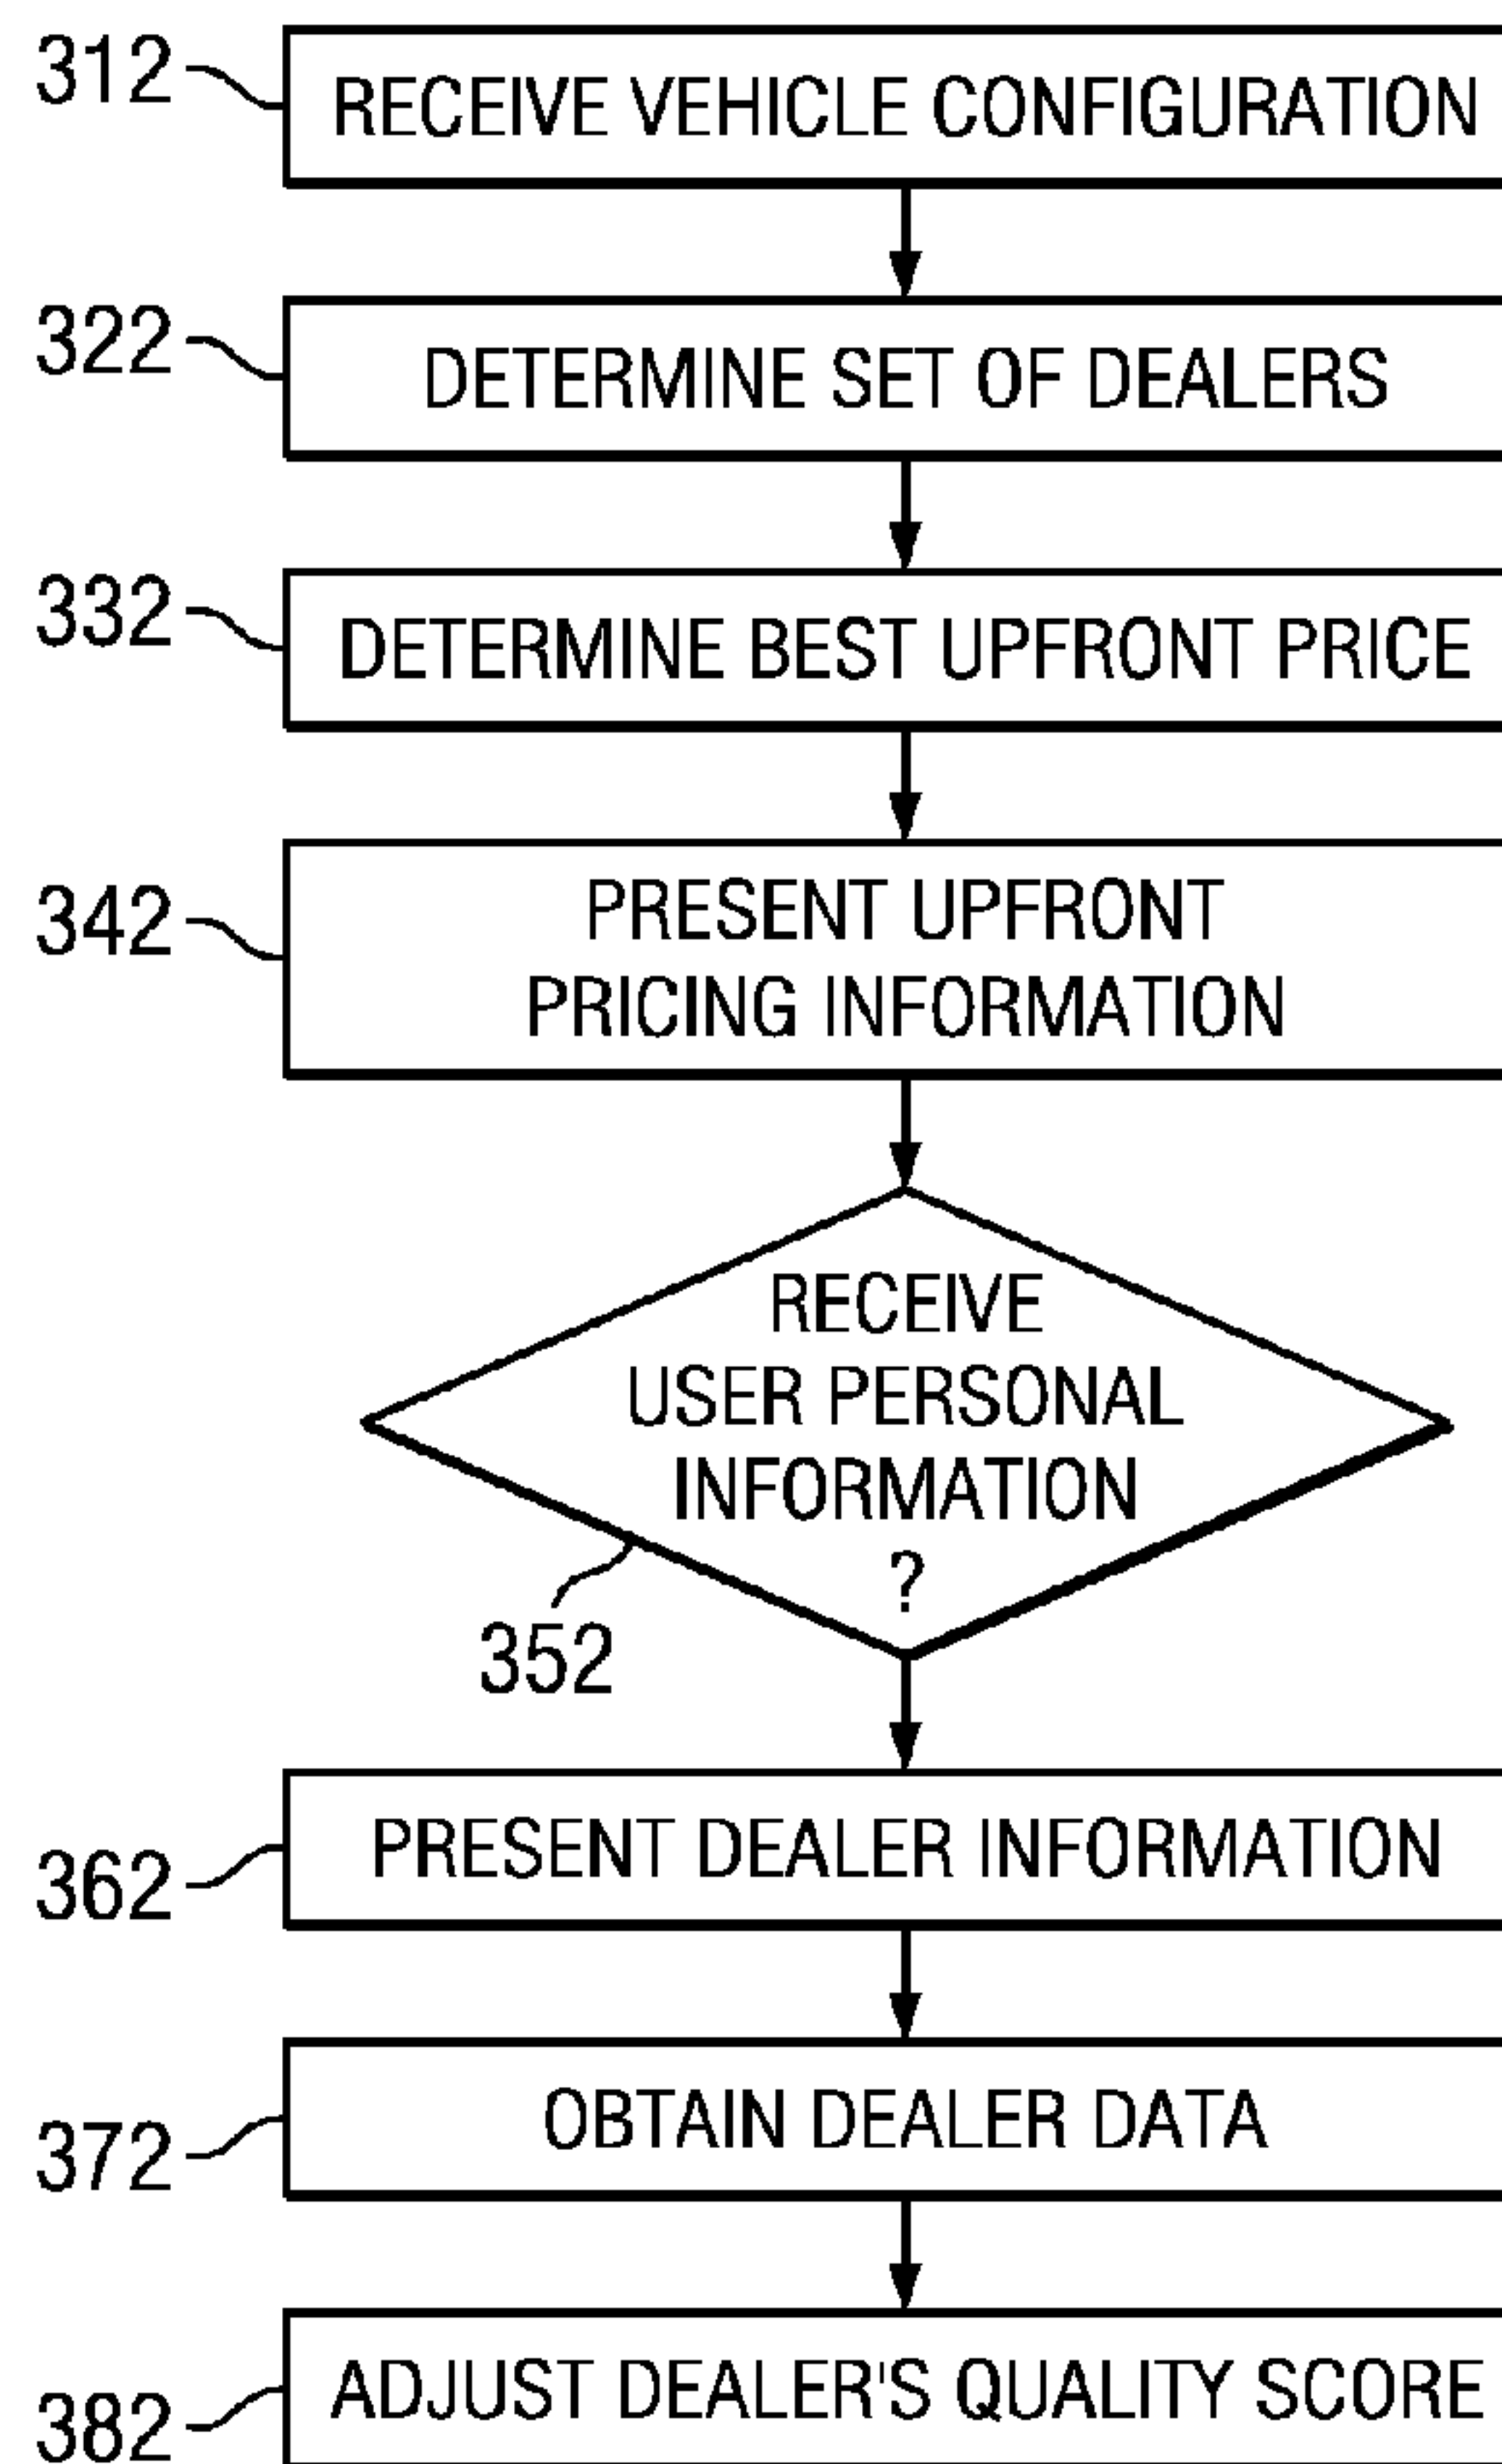 312
RECEIVE VEHICLE CONFIGURATION
322
DETERMINE SET OF DEALERS
332
DETERMINE BEST UPFRONT PRICE
342
PRESENT UPFRONT
PRICING INFORMATION
RECEIVE
USER PERSONAL
INFORMATION
?
352
362
PRESENT DEALER INFORMATION
372
OBTAIN DEALER DATA
382
ADJUST DEALER'S QUALITY SCORE